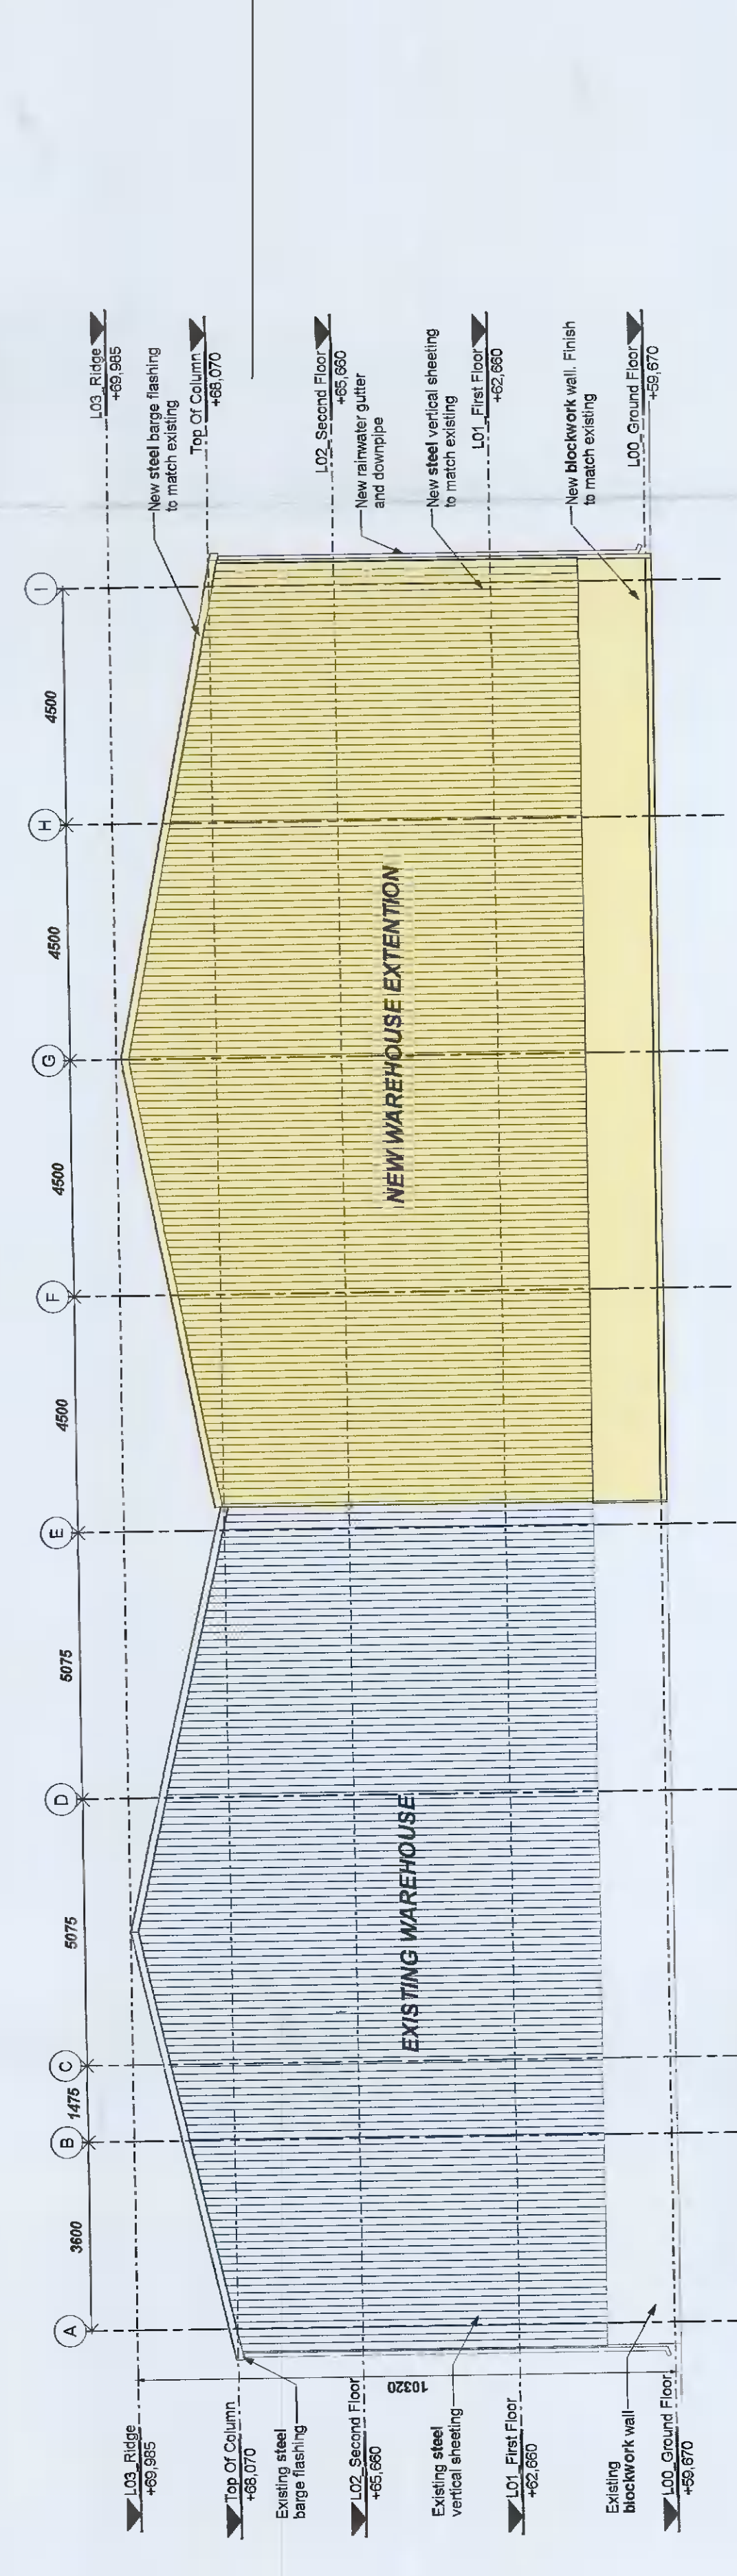 A
B
C
D
E
F
G
H
I
3600
1475
5075
5075
4500
4500
4500
4500
L03_Ridge
+69,985
Top Of Column
+68,070
Existing steel
barge flashing
L02_Second Floor
+65,660
Existing steel
vertical sheeting
L01_First Floor
+62,660
Existing
blockwork wall
L00_Ground Floor
+59,670
10320
EXISTING WAREHOUSE
NEW WAREHOUSE EXTENTION
L03_Ridge
+69,985
New steel barge flashing
to match existing
Top Of Column
+68,070
L02_Second Floor
+65,660
New rainwater gutter
and downpipe
New steel vertical sheeting
to match existing
L01_First Floor
+62,660
New blockwork wall. Finish
to match existing
L00_Ground Floor
+59,670